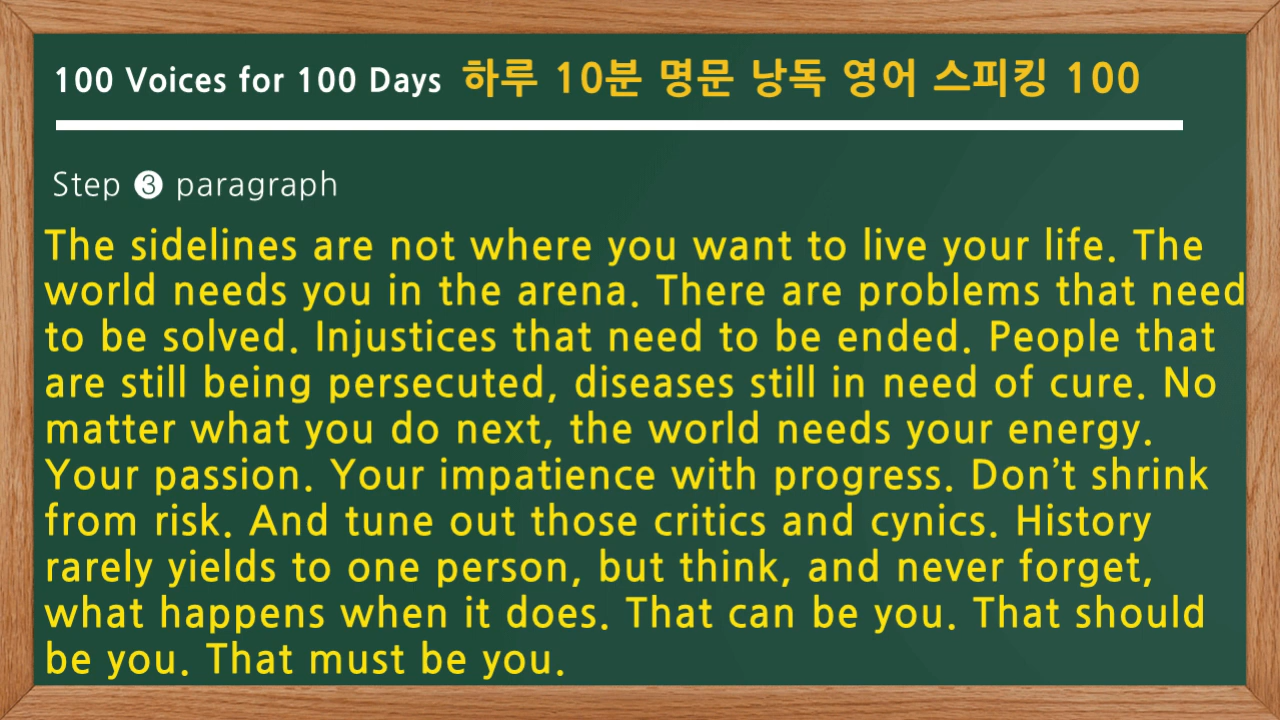 100 Voices for 100 Days 하루 10분 명문 낭독 영어 스피킹 100
Step ❸ paragraph
The sidelines are not where you want to live your life. The
world needs you in the arena. There are problems that need
to be solved. Injustices that need to be ended. People that
are still being persecuted, diseases still in need of cure. No
matter what you do next, the world needs your energy.
Your passion. Your impatience with progress. Don’t shrink
from risk. And tune out those critics and cynics. History
rarely yields to one person, but think, and never forget,
what happens when it does. That can be you. That should
be you. That must be you.